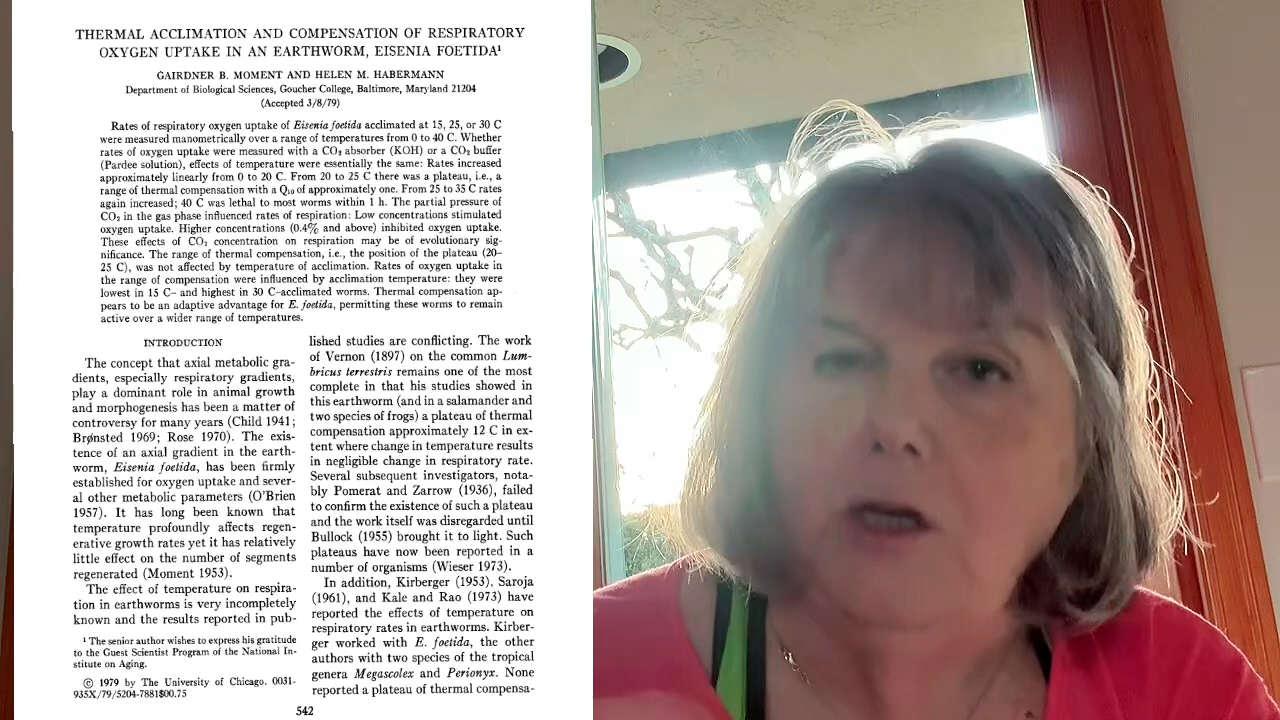 THERMAL ACCLIMATION AND COMPENSATION OF RESPIRATORY
OXYGEN UPTAKE IN AN EARTHWORM, EISENIA FOETIDA¹
GAIRDNER B. MOMENT AND HELEN M. HABERMANN
Department of Biological Sciences, Goucher College, Baltimore, Maryland 21204
(Accepted 3/8/79)
Rates of respiratory oxygen uptake of Eisenia foetida acclimated at 15, 25, or 30 C
were measured manometrically over a range of temperatures from 0 to 40 C. Whether
rates of oxygen uptake were measured with a CO₂ absorber (KOH) or a CO₂ buffer
(Pardee solution), effects of temperature were essentially the same: Rates increased
approximately linearly from 0 to 20 C. From 20 to 25 C there was a plateau, i.e., a
range of thermal compensation with a Q₁₀ of approximately one. From 25 to 35 C rates
again increased; 40 C was lethal to most worms within 1 h. The partial pressure of
CO₂ in the gas phase influenced rates of respiration: Low concentrations stimulated
oxygen uptake. Higher concentrations (0.4% and above) inhibited oxygen uptake.
These effects of CO₂ concentration on respiration may be of evolutionary sig-
nificance. The range of thermal compensation, i.e., the position of the plateau (20–
25 C), was not affected by temperature of acclimation. Rates of oxygen uptake in
the range of compensation were influenced by acclimation temperature: they were
lowest in 15 C– and highest in 30 C–acclimated worms. Thermal compensation ap-
pears to be an adaptive advantage for E. foetida, permitting these worms to remain
active over a wider range of temperatures.
INTRODUCTION
The concept that axial metabolic gra-
dients, especially respiratory gradients,
play a dominant role in animal growth
and morphogenesis has been a matter of
controversy for many years (Child 1941;
Brønsted 1969; Rose 1970). The exis-
tence of an axial gradient in the earth-
worm, Eisenia foetida, has been firmly
established for oxygen uptake and sever-
al other metabolic parameters (O'Brien
1957). It has long been known that
temperature profoundly affects regen-
erative growth rates yet it has relatively
little effect on the number of segments
regenerated (Moment 1953).
The effect of temperature on respira-
tion in earthworms is very incompletely
known and the results reported in pub-
¹ The senior author wishes to express his gratitude
to the Guest Scientist Program of the National In-
stitute on Aging.
© 1979 by The University of Chicago. 0031-
935X/79/5204-7881$00.75
lished studies are conflicting. The work
of Vernon (1897) on the common Lum-
bricus terrestris remains one of the most
complete in that his studies showed in
this earthworm (and in a salamander and
two species of frogs) a plateau of thermal
compensation approximately 12 C in ex-
tent where change in temperature results
in negligible change in respiratory rate.
Several subsequent investigators, nota-
bly Pomerat and Zarrow (1936), failed
to confirm the existence of such a plateau
and the work itself was disregarded until
Bullock (1955) brought it to light. Such
plateaus have now been reported in a
number of organisms (Wieser 1973).
In addition, Kirberger (1953), Saroja
(1961), and Kale and Rao (1973) have
reported the effects of temperature on
respiratory rates in earthworms. Kirber-
ger worked with E. foetida, the other
authors with two species of the tropical
genera Megascolex and Perionyx. None
reported a plateau of thermal compensa-
542